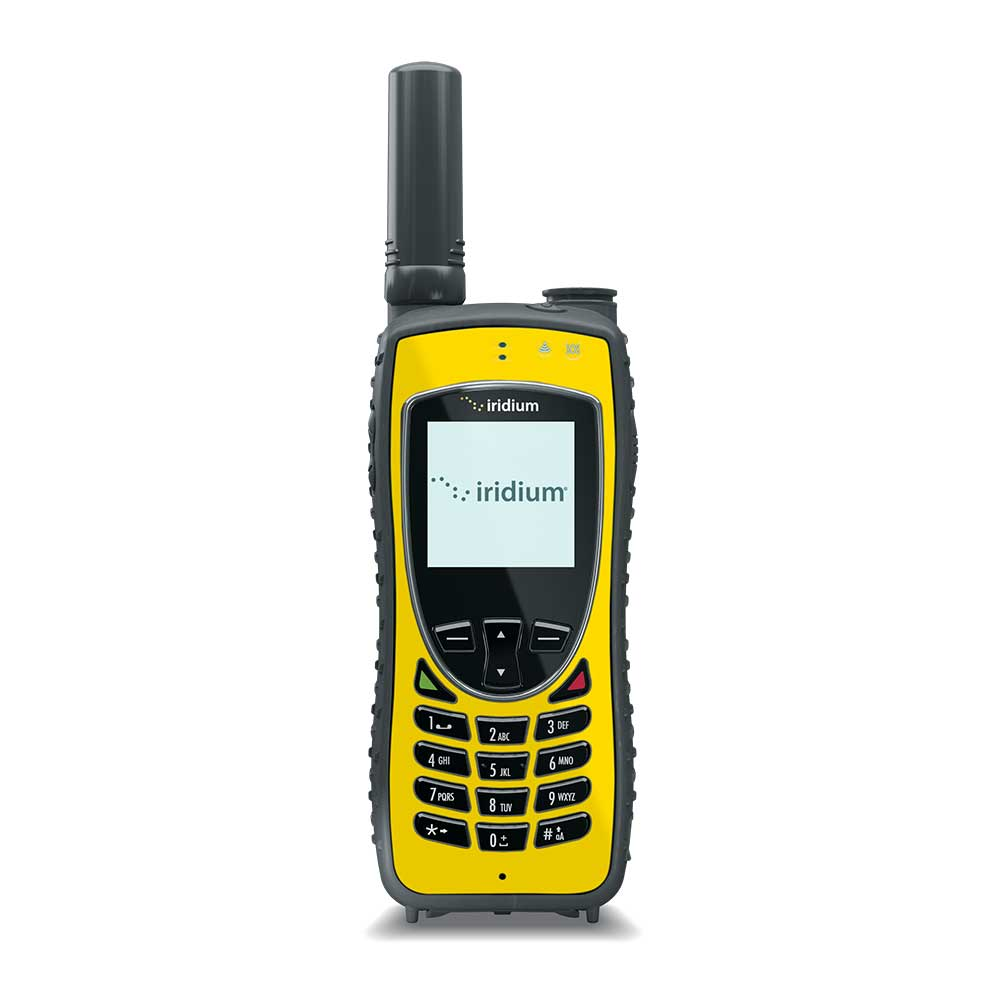 iridium
iridium®
1
2 ABC
3 DEF
4 GHI
5 JKL
6 MNO
7 PQRS
8 TUV
9 WXYZ
*
0 +
# aA